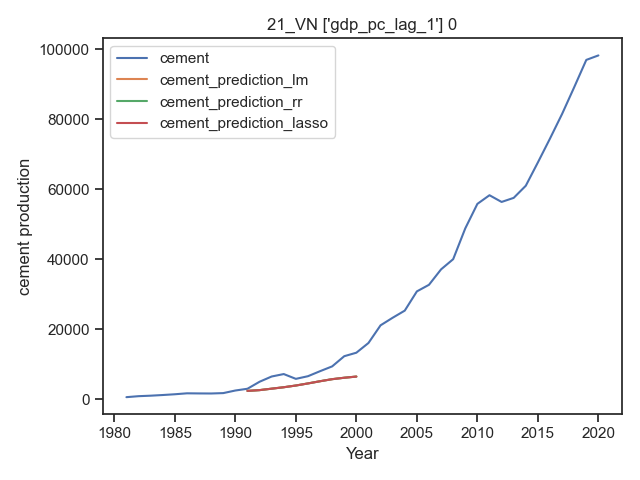 21_VN ['gdp_pc_lag_1'] 0
100000
80000
60000
40000
20000
0
cement production
cement
cement_prediction_lm
cement_prediction_rr
cement_prediction_lasso
1980
1985
1990
1995
2000
2005
2010
2015
2020
Year